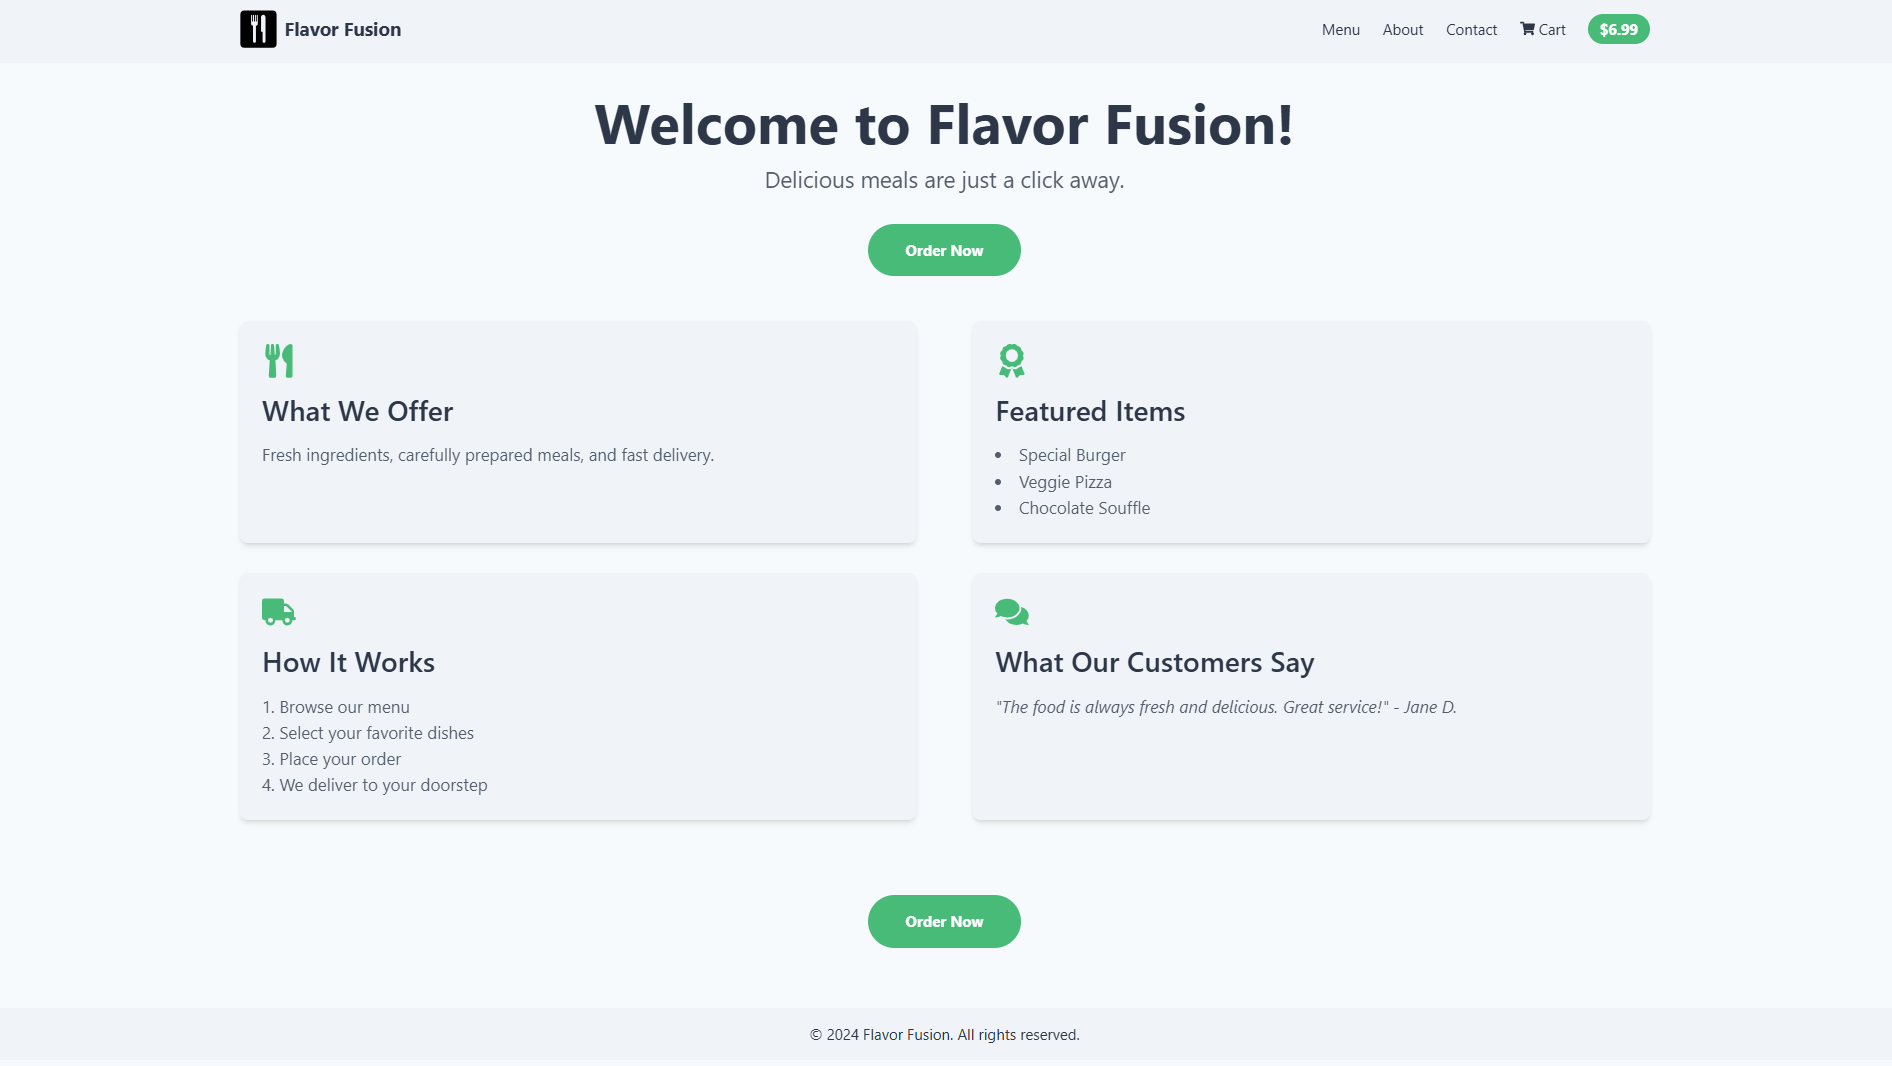 Flavor Fusion
Menu About Contact Cart $6.99
Welcome to Flavor Fusion!
Delicious meals are just a click away.
Order Now
What We Offer
Fresh ingredients, carefully prepared meals, and fast delivery.
Featured Items
• Special Burger
• Veggie Pizza
• Chocolate Souffle
How It Works
1. Browse our menu
2. Select your favorite dishes
3. Place your order
4. We deliver to your doorstep
What Our Customers Say
"The food is always fresh and delicious. Great service!" - Jane D.
Order Now
© 2024 Flavor Fusion. All rights reserved.